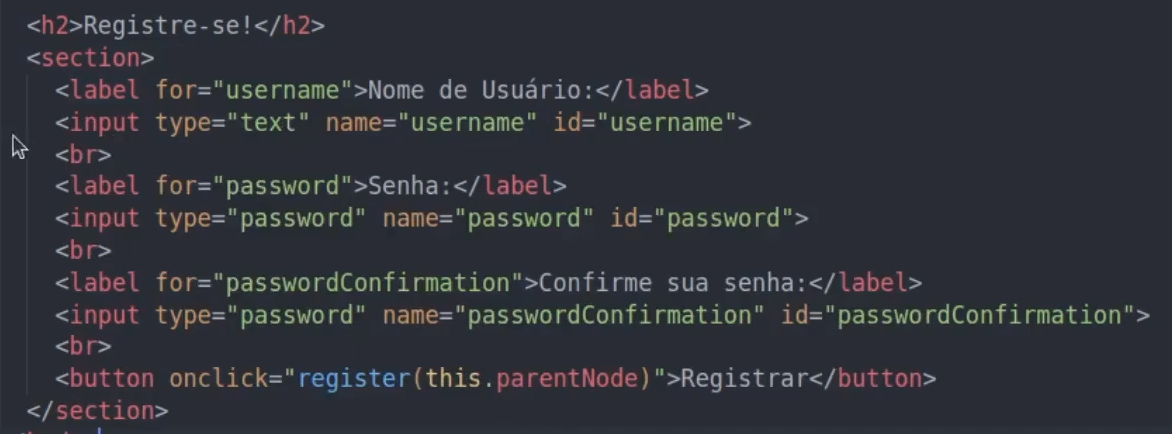 <h2>Registre-se!</h2>
<section>
<label for="username">Nome de Usuário:</label>
<input type="text" name="username" id="username">
<br>
<label for="password">Senha:</label>
<input type="password" name="password" id="password">
<br>
<label for="passwordConfirmation">Confirme sua senha:</label>
<input type="password" name="passwordConfirmation" id="passwordConfirmation">
<br>
<button onclick="register(this.parentNode)">Registrar</button>
</section>